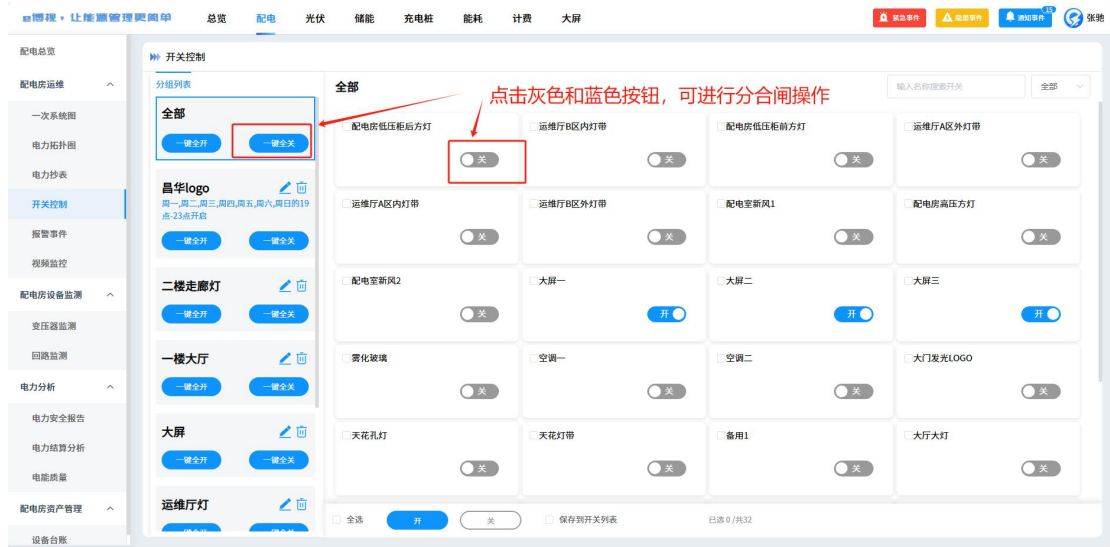 博视·让能源管理更简单
总览
配电
光伏
储能
充电桩
能耗
计费
大屏
紧急事件
隐患事件
通知事件
15
张弛
配电总览
配电房运维
一次系统图
电力拓扑图
电力抄表
开关控制
报警事件
视频监控
配电房设备监测
变压器监测
回路监测
电力分析
电力安全报告
电力结算分析
电能质量
配电房资产管理
设备台账
开关控制
分组列表
全部
一键全开
一键全关
昌华logo
周一,周二,周三,周四,周五,周六,周日的19
点-23点开启
一键全开
一键全关
二楼走廊灯
一键全开
一键全关
一楼大厅
一键全开
一键全关
大屏
一键全开
一键全关
运维厅灯
一键全开
一键全关
全部
点击灰色和蓝色按钮，可进行分合闸操作
输入名称搜索开关
全部
配电房低压柜后方灯
关
运维厅B区内灯带
关
配电房低压柜前方灯
关
运维厅A区外灯带
关
运维厅A区内灯带
关
运维厅B区外灯带
关
配电室新风1
关
配电房高压方灯
关
配电室新风2
关
大屏一
开
大屏二
开
大屏三
开
雾化玻璃
关
空调一
关
空调二
关
大门发光LOGO
关
天花孔灯
关
天花灯带
关
备用1
关
大厅大灯
关
全选
开
关
保存到开关列表
已选 0 /共32